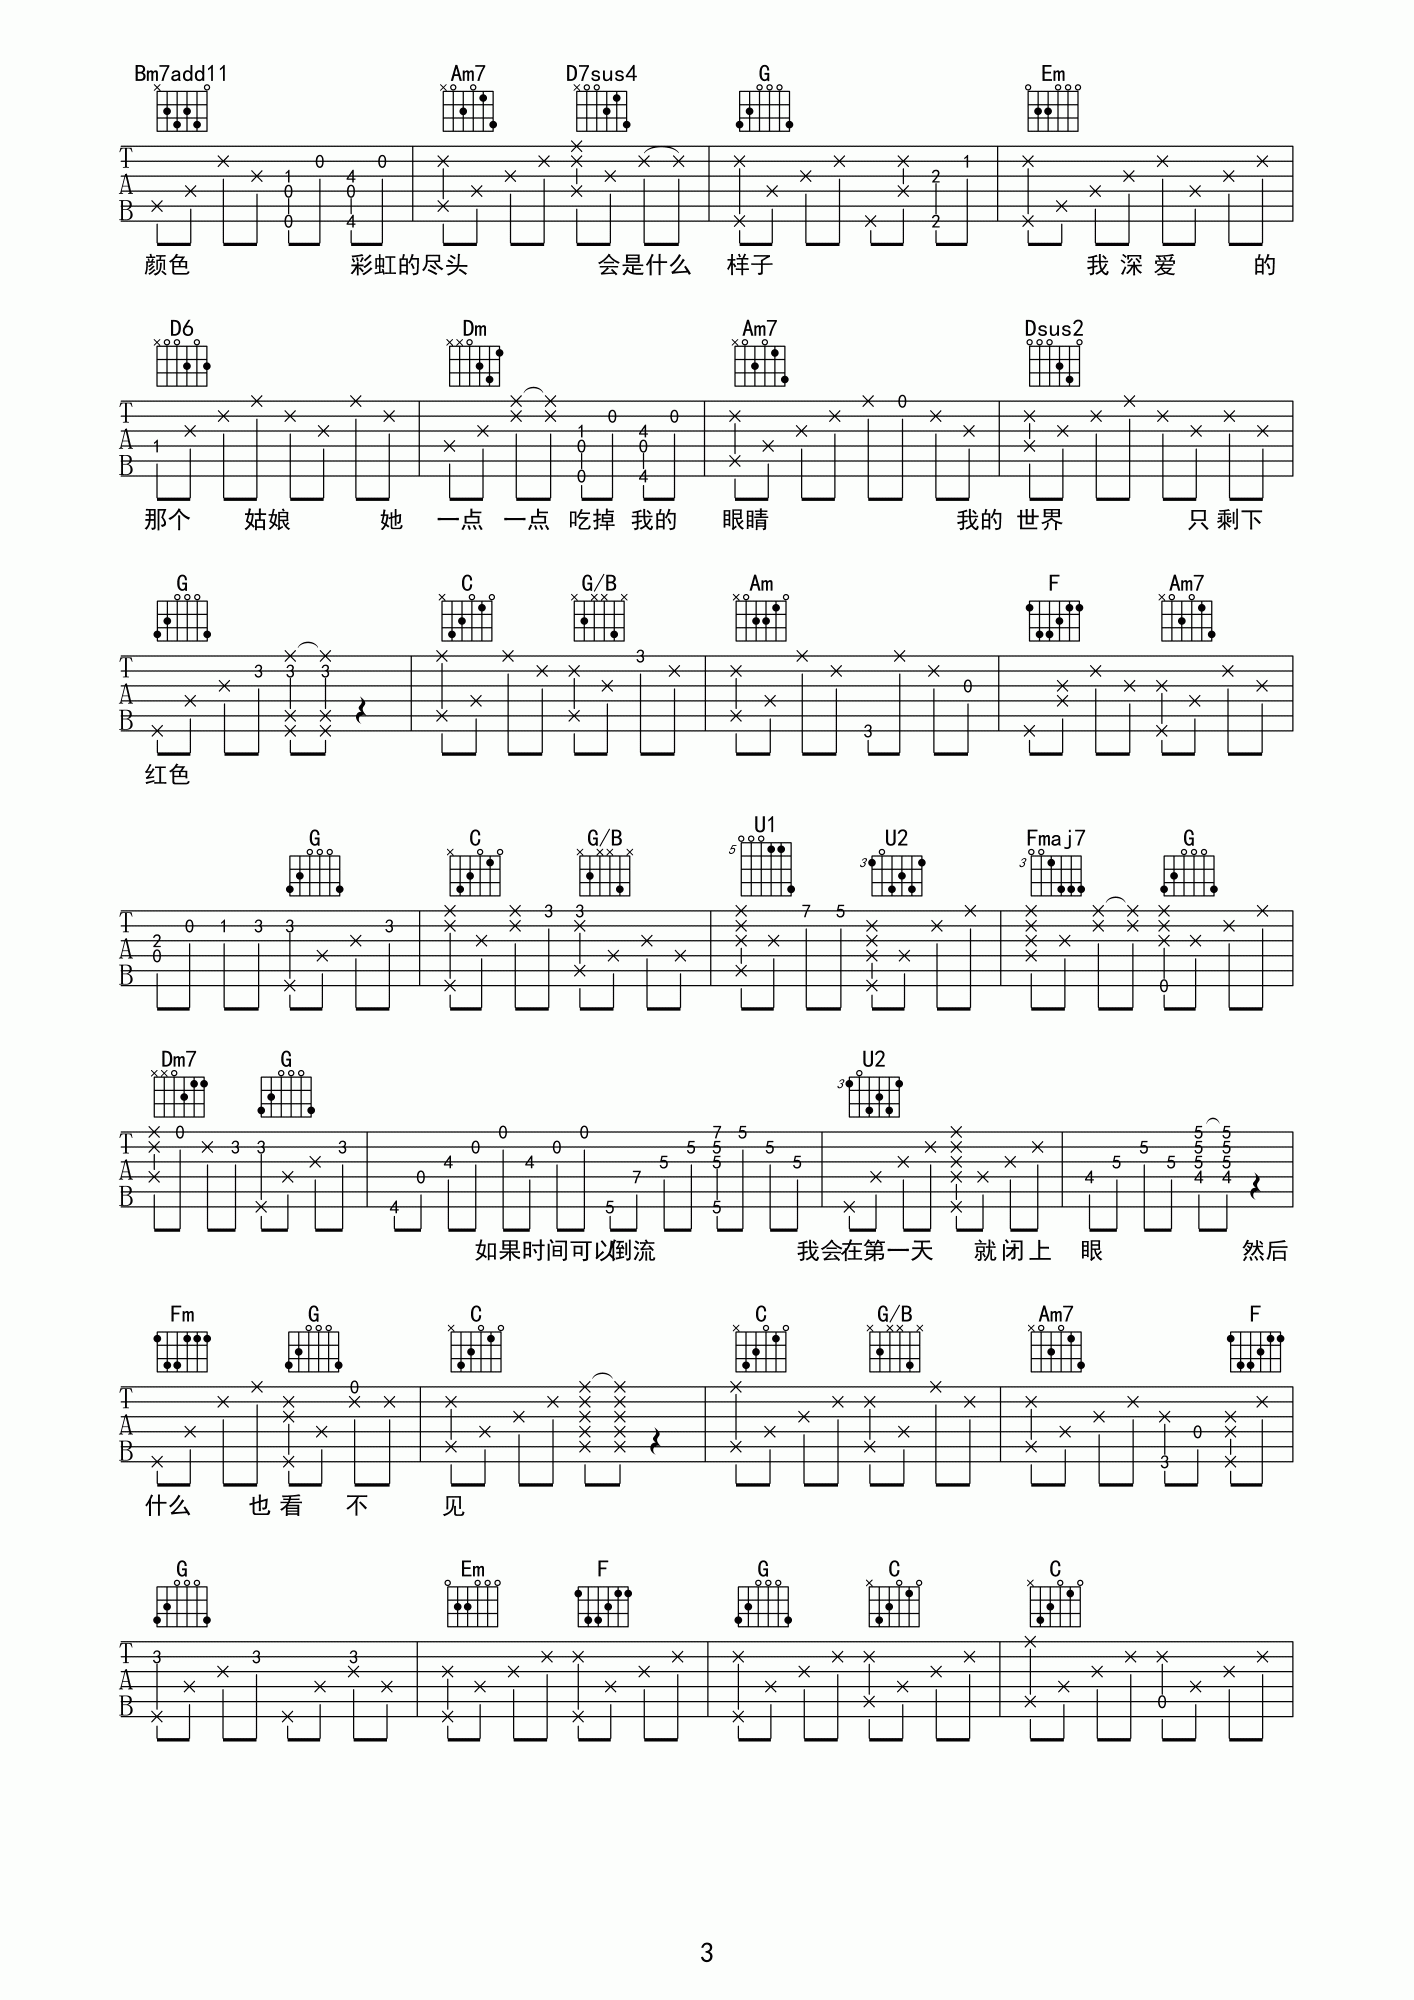 Bm7add11 Am7 D7sus4 G Em
颜色 彩虹的尽头 会是什么 样子 我 深 爱 的
D6 Dm Am7 Dsus2
那个 姑娘 她 一点 一点 吃掉 我的 眼睛 我的 世界 只 剩下
G C G/B Am F Am7
红色
G C G/B U1 U2 Fmaj7 G
Dm7 G U2
如果时间可以倒流 我会在第一天 就 闭 上 眼 然后
Fm G C C G/B Am7 F
什么 也 看 不 见
G Em F G C C
3